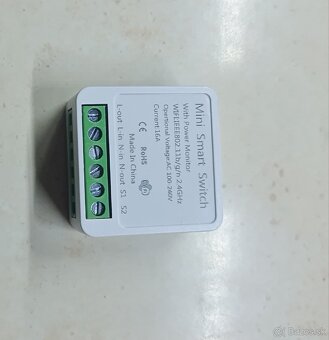 Mini Smart Switch
With Power Monitor
WIFI:IEEE802.11b/g/n 2.4GHz
Operational Voltage:AC 100-240V
Current:16A
CE RoHS
Made In China
L-out L-in N-in N-out S1 S2
Bazos.sk